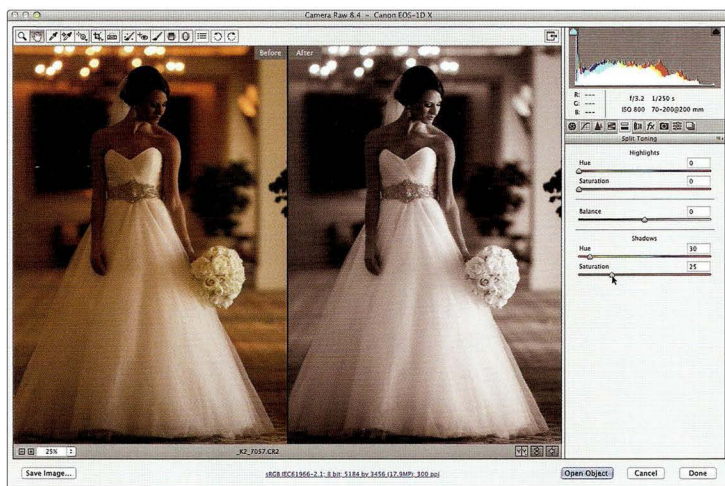 Camera Raw 8.4 – Canon EOS-1D X
Before
After
R: ---
G: ---
B: ---
f/3.2 1/250 s
ISO 800 70-200@200 mm
Split Toning
Highlights
Hue 0
Saturation 0
Balance 0
Shadows
Hue 30
Saturation 25
25%
_K2_7057.CR2
Save Image...
sRGB IEC61966-2.1; 8 bit; 5184 by 3456 (17.9MP); 300 ppi
Open Object
Cancel
Done